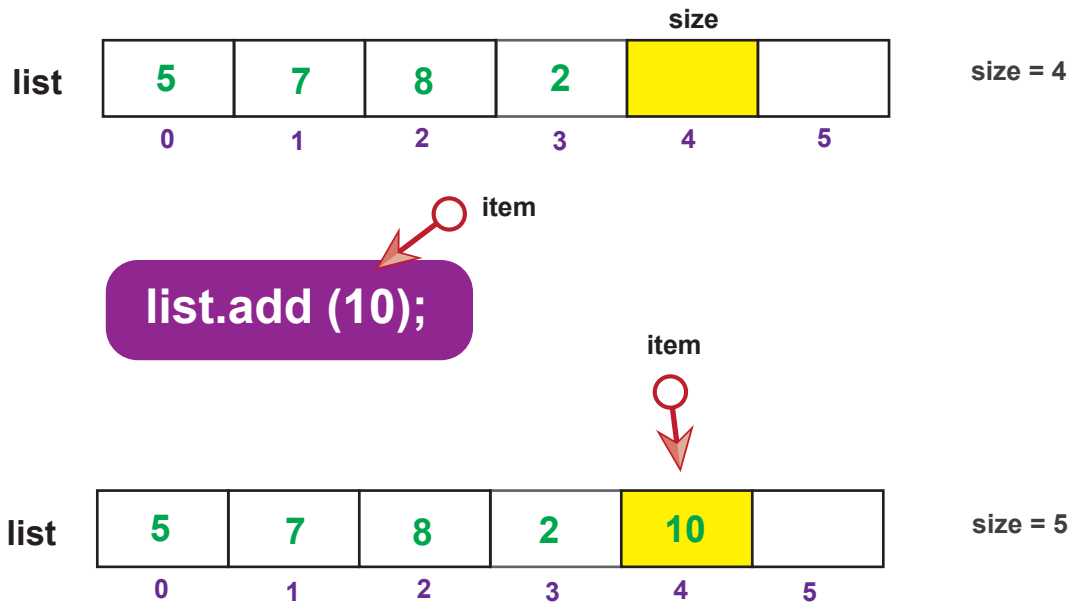 size
list 5 7 8 2 size = 4
0 1 2 3 4 5
item
list.add (10);
item
list 5 7 8 2 10 size = 5
0 1 2 3 4 5